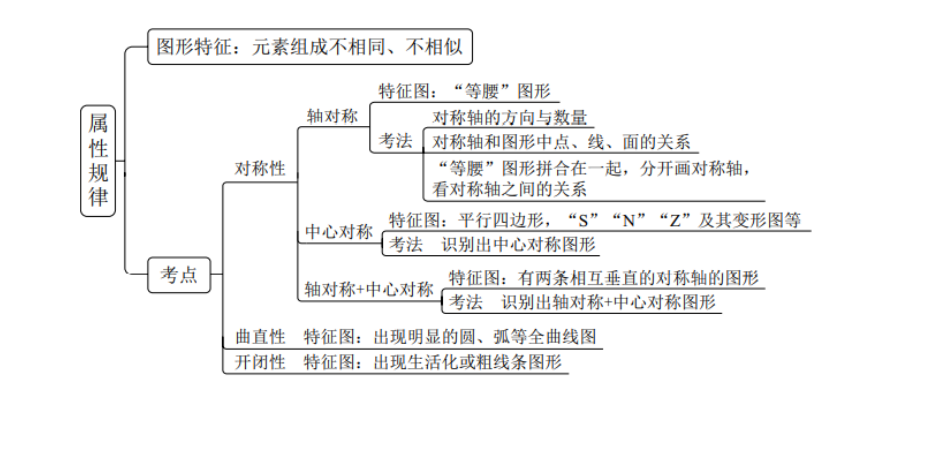 图形特征：元素组成不相同、不相似
属性规律
考点
对称性
轴对称
特征图：“等腰”图形
考法
对称轴的方向与数量
对称轴和图形中点、线、面的关系
“等腰”图形拼合在一起，分开画对称轴，
看对称轴之间的关系
中心对称
特征图：平行四边形，“S”“N”“Z”及其变形图等
考法 识别出中心对称图形
轴对称+中心对称
特征图：有两条相互垂直的对称轴的图形
考法 识别出轴对称+中心对称图形
曲直性 特征图：出现明显的圆、弧等全曲线图
开闭性 特征图：出现生活化或粗线条图形